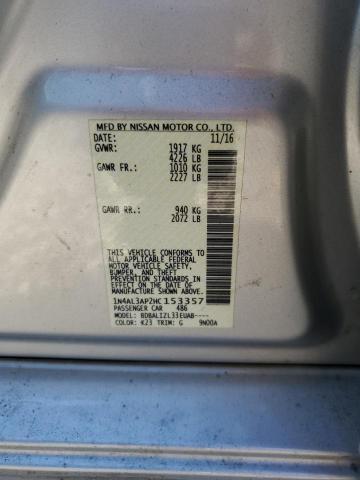 MFD BY NISSAN MOTOR CO., LTD.
DATE: 11/16
GVWR: 1917 KG
4226 LB
GAWR FR.: 1010 KG
2227 LB
GAWR RR.: 940 KG
2072 LB
THIS VEHICLE CONFORMS TO
ALL APPLICABLE FEDERAL
MOTOR VEHICLE SAFETY,
BUMPER, AND THEFT
PREVENTION STANDARDS IN
EFFECT ON THE DATE OF
MANUFACTURE SHOWN ABOVE.
1N4AL3AP2HC153357
PASSENGER CAR 486
MODEL: BDBALIZL33EUAB----
COLOR: K23 TRIM: G 9N00A